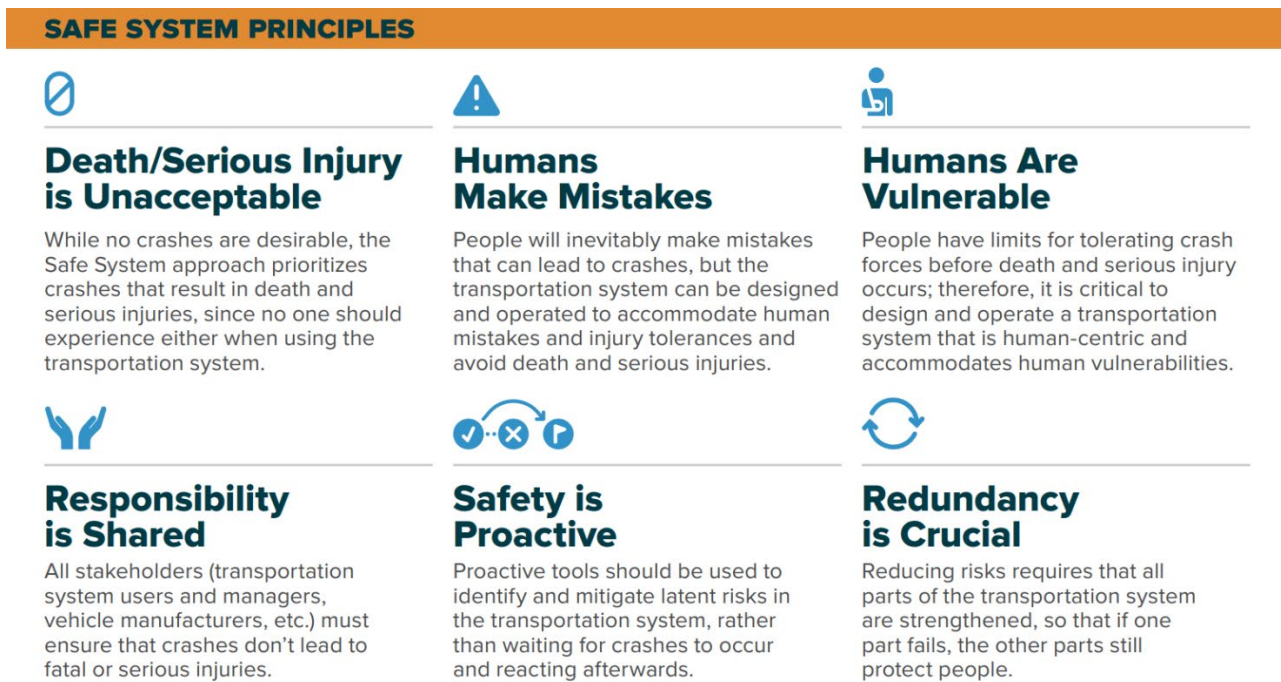 SAFE SYSTEM PRINCIPLES
Death/Serious Injury
is Unacceptable
While no crashes are desirable, the
Safe System approach prioritizes
crashes that result in death and
serious injuries, since no one should
experience either when using the
transportation system.
Humans
Make Mistakes
People will inevitably make mistakes
that can lead to crashes, but the
transportation system can be designed
and operated to accommodate human
mistakes and injury tolerances and
avoid death and serious injuries.
Humans Are
Vulnerable
People have limits for tolerating crash
forces before death and serious injury
occurs; therefore, it is critical to
design and operate a transportation
system that is human-centric and
accommodates human vulnerabilities.
Responsibility
is Shared
All stakeholders (transportation
system users and managers,
vehicle manufacturers, etc.) must
ensure that crashes don’t lead to
fatal or serious injuries.
Safety is
Proactive
Proactive tools should be used to
identify and mitigate latent risks in
the transportation system, rather
than waiting for crashes to occur
and reacting afterwards.
Redundancy
is Crucial
Reducing risks requires that all
parts of the transportation system
are strengthened, so that if one
part fails, the other parts still
protect people.